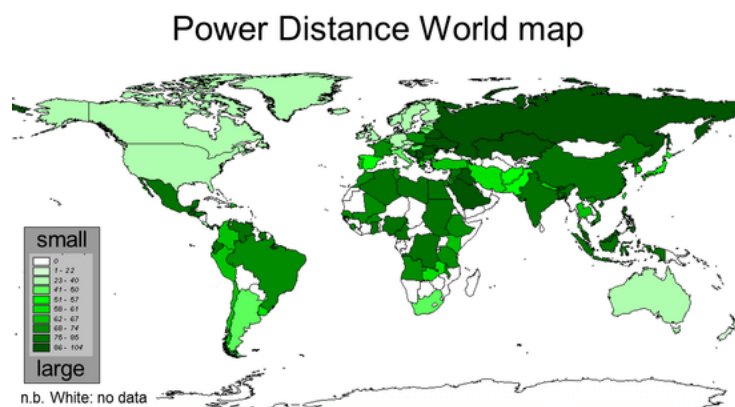 Power Distance World map
small
0
1 - 22
23 - 40
41 - 50
51 - 57
58 - 61
62 - 67
68 - 74
75 - 85
86 - 104
large
n.b. White: no data